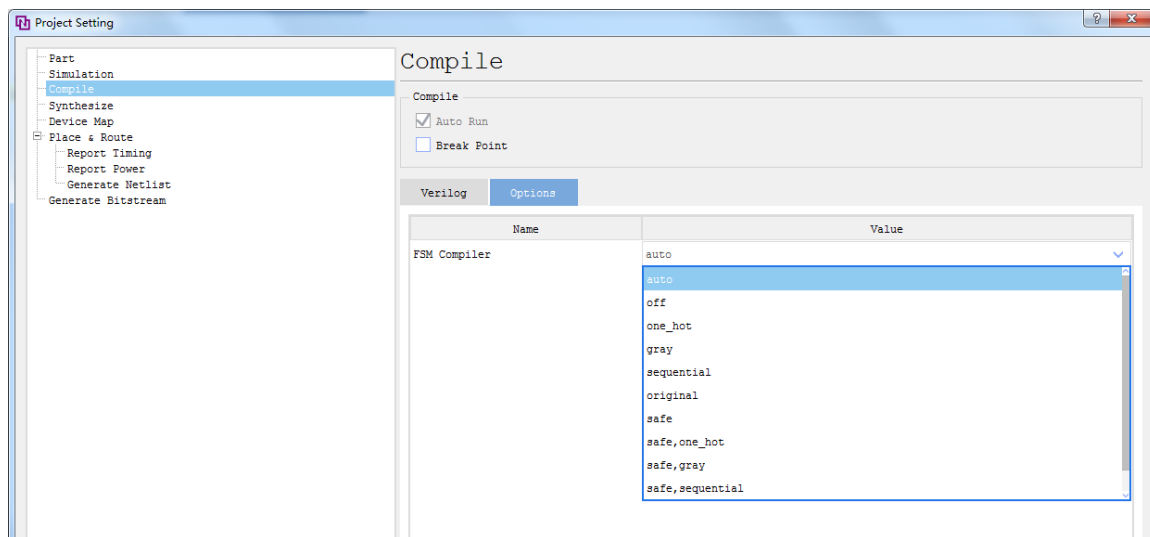 Project Setting
?
x
Part
Simulation
Compile
Synthesize
Device Map
Place & Route
Report Timing
Report Power
Generate Netlist
Generate Bitstream
Compile
Compile
Auto Run
Break Point
Verilog Options
Name Value
FSM Compiler auto
auto
off
one_hot
gray
sequential
original
safe
safe,one_hot
safe,gray
safe,sequential